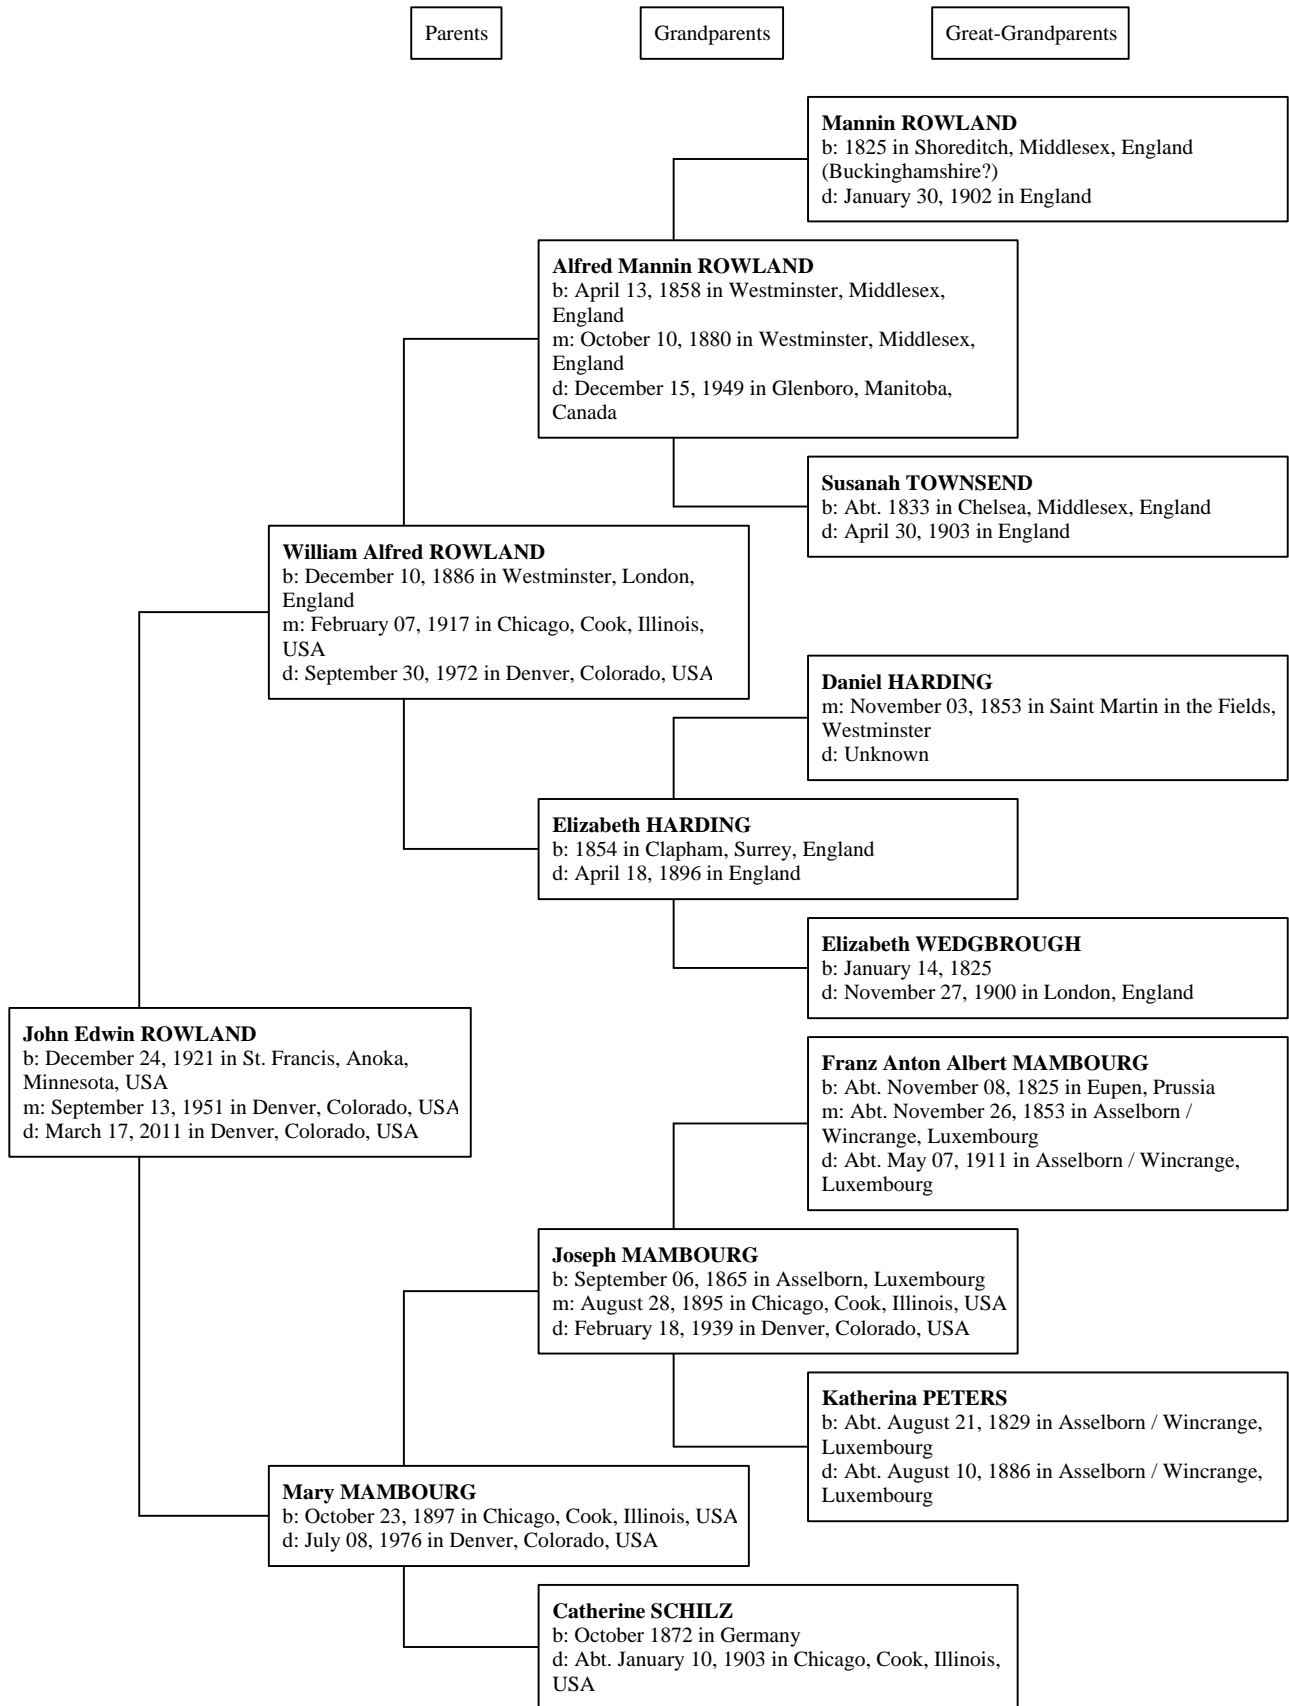 Parents
Grandparents
Great-Grandparents
Mannin ROWLAND
b: 1825 in Shoreditch, Middlesex, England
(Buckinghamshire?)
d: January 30, 1902 in England
Alfred Mannin ROWLAND
b: April 13, 1858 in Westminster, Middlesex,
England
m: October 10, 1880 in Westminster, Middlesex,
England
d: December 15, 1949 in Glenboro, Manitoba,
Canada
Susanah TOWNSEND
b: Abt. 1833 in Chelsea, Middlesex, England
d: April 30, 1903 in England
William Alfred ROWLAND
b: December 10, 1886 in Westminster, London,
England
m: February 07, 1917 in Chicago, Cook, Illinois,
USA
d: September 30, 1972 in Denver, Colorado, USA
Daniel HARDING
m: November 03, 1853 in Saint Martin in the Fields,
Westminster
d: Unknown
Elizabeth HARDING
b: 1854 in Clapham, Surrey, England
d: April 18, 1896 in England
Elizabeth WEDGBROUGH
b: January 14, 1825
d: November 27, 1900 in London, England
John Edwin ROWLAND
b: December 24, 1921 in St. Francis, Anoka,
Minnesota, USA
m: September 13, 1951 in Denver, Colorado, USA
d: March 17, 2011 in Denver, Colorado, USA
Franz Anton Albert MAMBOURG
b: Abt. November 08, 1825 in Eupen, Prussia
m: Abt. November 26, 1853 in Asselborn /
Wincrange, Luxembourg
d: Abt. May 07, 1911 in Asselborn / Wincrange,
Luxembourg
Joseph MAMBOURG
b: September 06, 1865 in Asselborn, Luxembourg
m: August 28, 1895 in Chicago, Cook, Illinois, USA
d: February 18, 1939 in Denver, Colorado, USA
Katherina PETERS
b: Abt. August 21, 1829 in Asselborn / Wincrange,
Luxembourg
d: Abt. August 10, 1886 in Asselborn / Wincrange,
Luxembourg
Mary MAMBOURG
b: October 23, 1897 in Chicago, Cook, Illinois, USA
d: July 08, 1976 in Denver, Colorado, USA
Catherine SCHILZ
b: October 1872 in Germany
d: Abt. January 10, 1903 in Chicago, Cook, Illinois,
USA